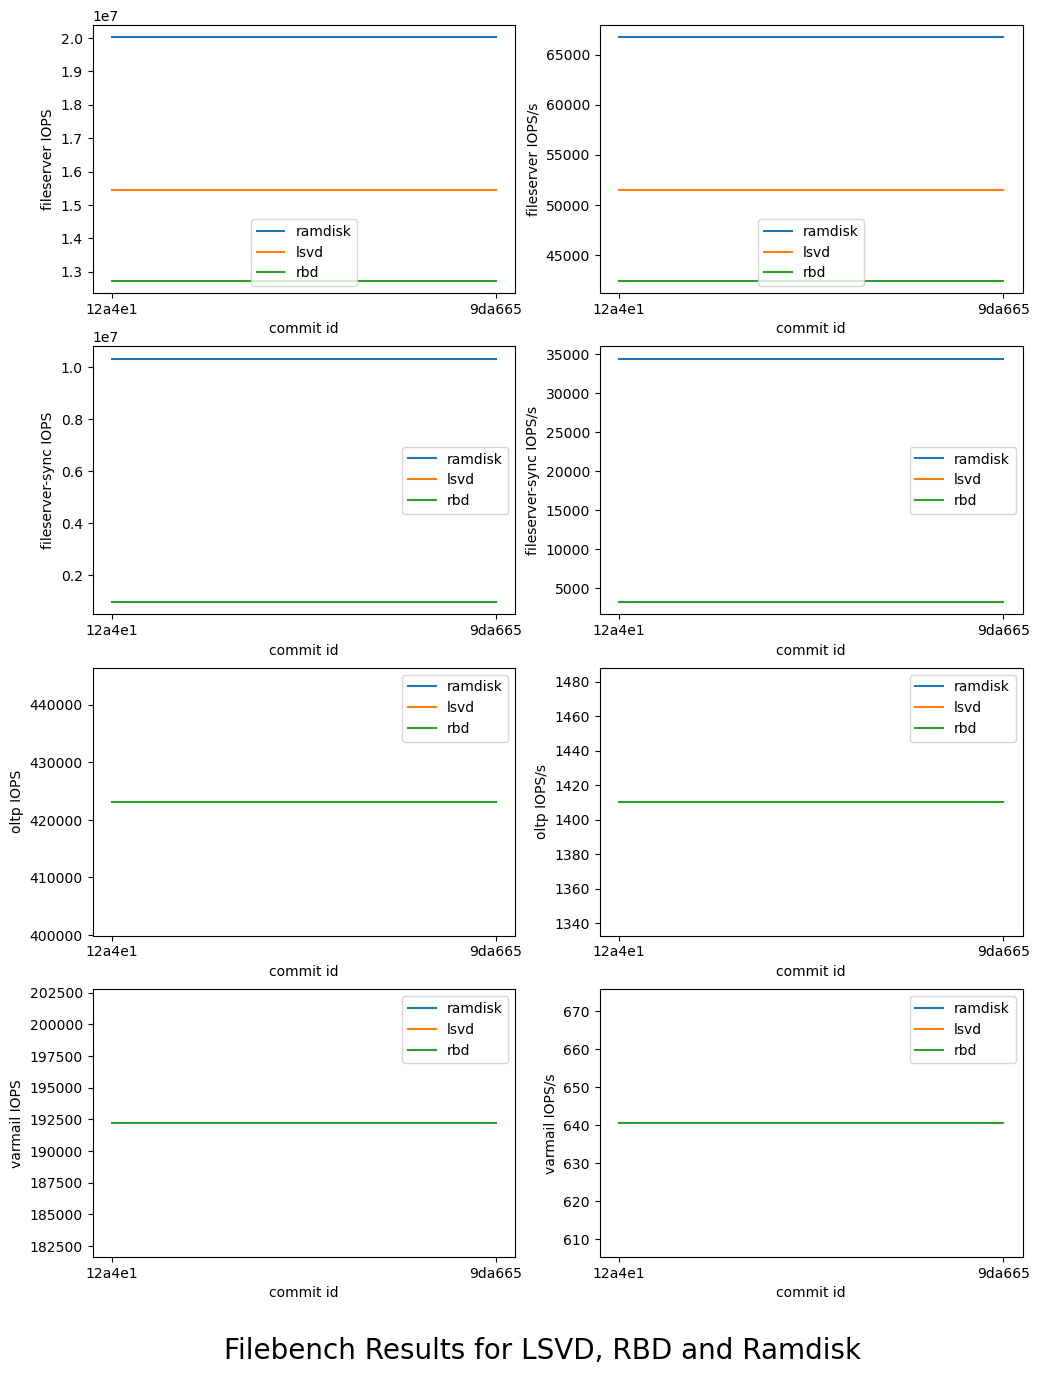 1e7
2.0
1.9
1.8
1.7
1.6
1.5
1.4
1.3
fileserver IOPS
ramdisk
lsvd
rbd
12a4e1 9da665
commit id
65000
60000
55000
50000
45000
fileserver IOPS/s
ramdisk
lsvd
rbd
12a4e1 9da665
commit id
1e7
1.0
0.8
0.6
0.4
0.2
fileserver-sync IOPS
ramdisk
lsvd
rbd
12a4e1 9da665
commit id
35000
30000
25000
20000
15000
10000
5000
fileserver-sync IOPS/s
ramdisk
lsvd
rbd
12a4e1 9da665
commit id
440000
430000
420000
410000
400000
oltp IOPS
ramdisk
lsvd
rbd
12a4e1 9da665
commit id
1480
1460
1440
1420
1400
1380
1360
1340
oltp IOPS/s
ramdisk
lsvd
rbd
12a4e1 9da665
commit id
202500
200000
197500
195000
192500
190000
187500
185000
182500
varmail IOPS
ramdisk
lsvd
rbd
12a4e1 9da665
commit id
670
660
650
640
630
620
610
varmail IOPS/s
ramdisk
lsvd
rbd
12a4e1 9da665
commit id
Filebench Results for LSVD, RBD and Ramdisk